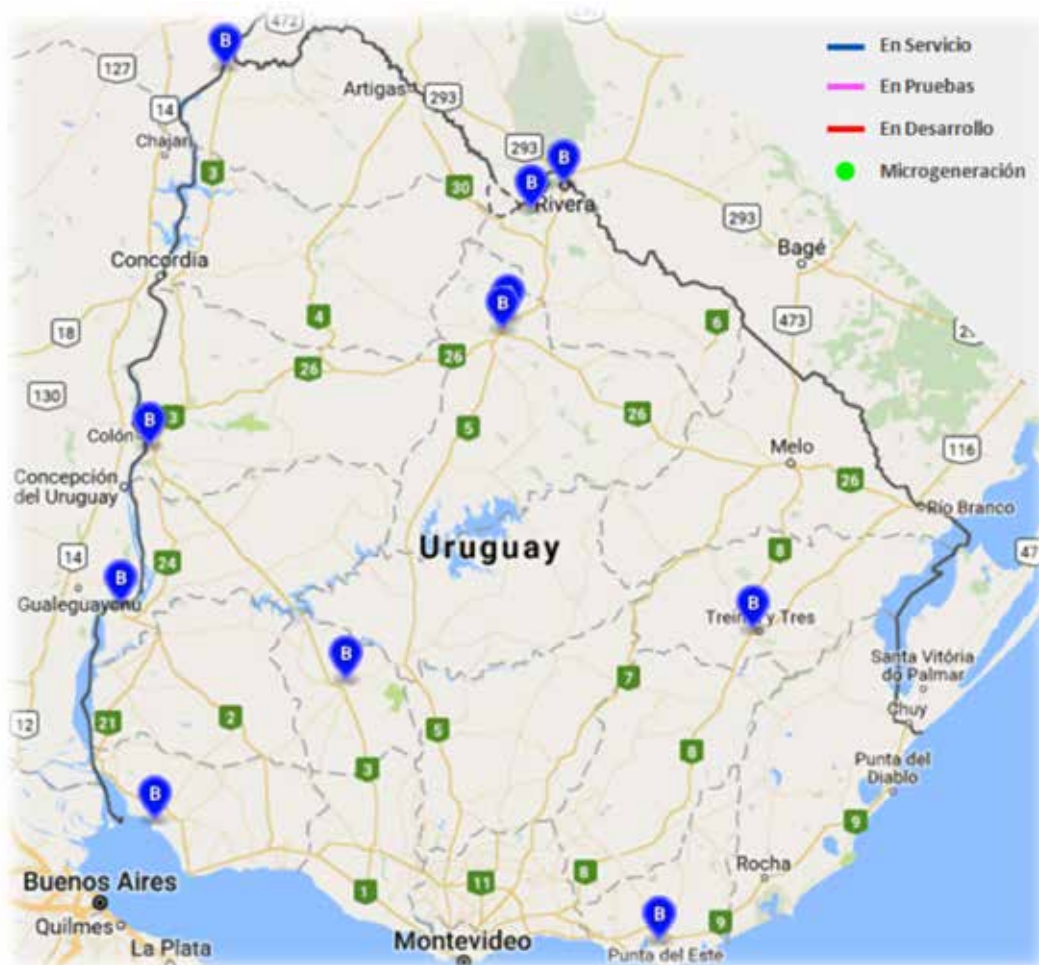 B
472
127
En Servicio
Artigas
293
En Pruebas
14
En Desarrollo
Chajarí
3
293
B
Microgeneración
B
30
Rivera
293
Bagé
Concordia
B
18
4
6
473
26
26
130
B
3
26
Colón
5
Melo
116
Concepción
del Uruguay
26
Río Branco
Uruguay
14
24
8
47
B
Gualeguaychú
B
Treinta y Tres
B
Santa Vitória
do Palmar
7
12
21
2
5
Chuy
8
3
Punta del
Diablo
B
9
Rocha
Buenos Aires
1
11
8
Quilmes
B
9
La Plata
Montevideo
Punta del Este